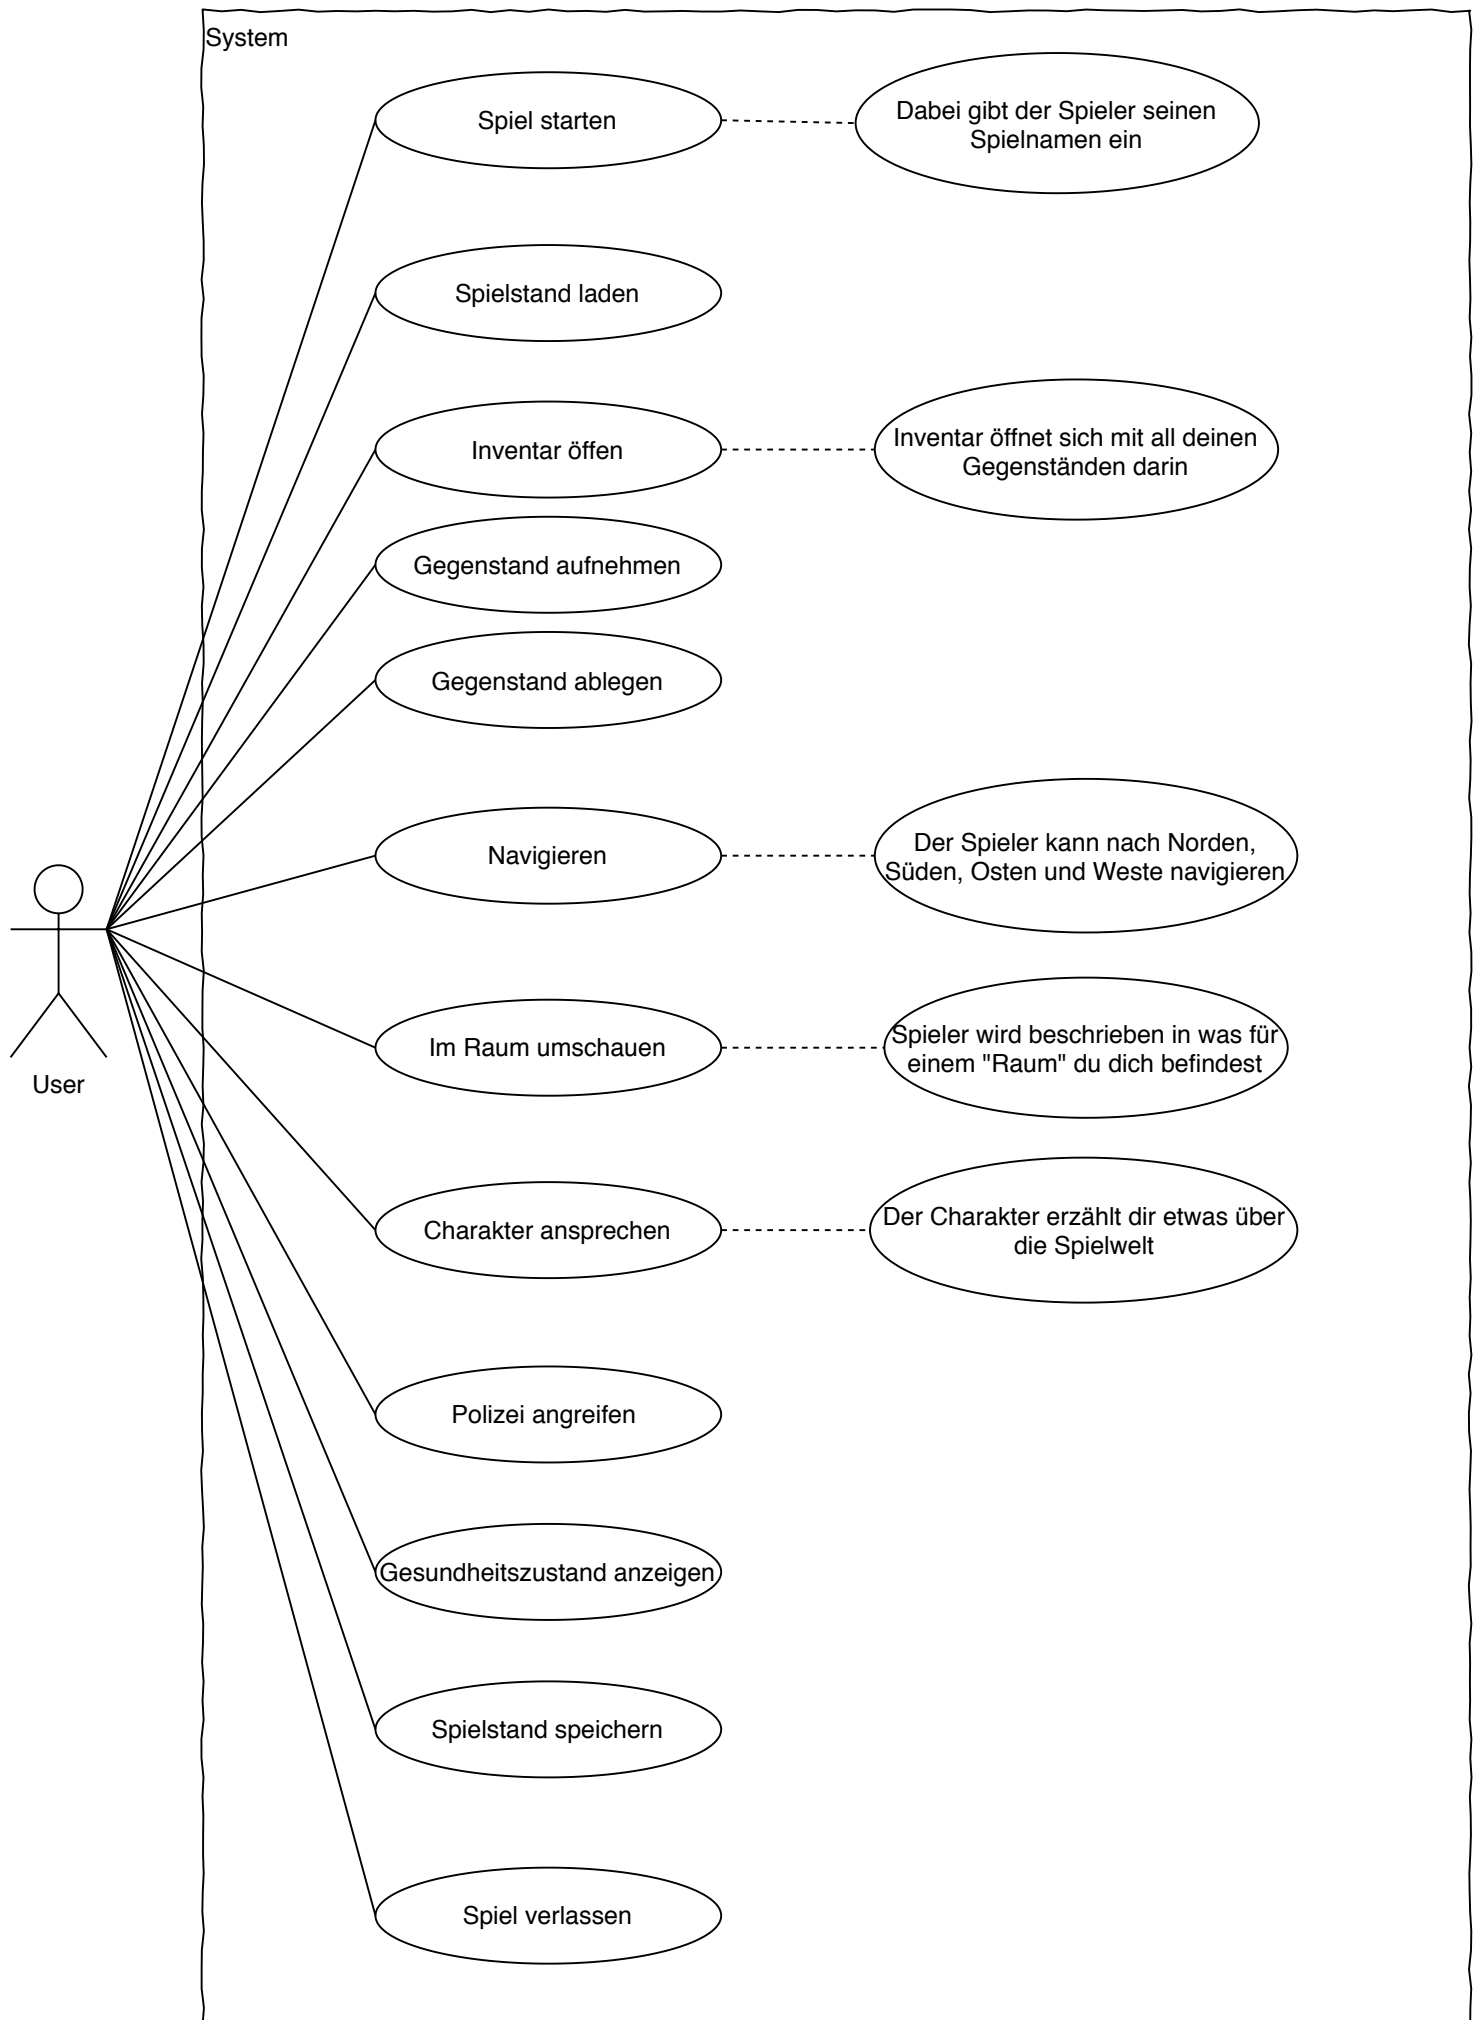 System
Spiel starten
Dabei gibt der Spieler seinen
Spielnamen ein
Spielstand laden
Inventar öffen
Inventar öffnet sich mit all deinen
Gegenständen darin
Gegenstand aufnehmen
Gegenstand ablegen
Navigieren
Der Spieler kann nach Norden,
Süden, Osten und Weste navigieren
User
Im Raum umschauen
Spieler wird beschrieben in was für
einem "Raum" du dich befindest
Charakter ansprechen
Der Charakter erzählt dir etwas über
die Spielwelt
Polizei angreifen
Gesundheitszustand anzeigen
Spielstand speichern
Spiel verlassen